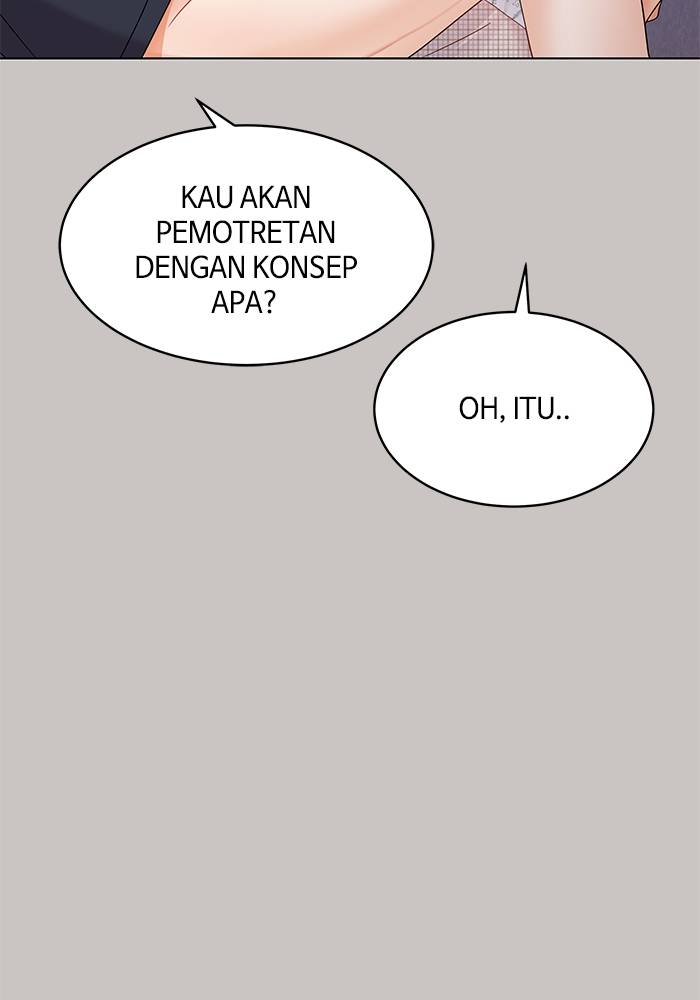 KAU AKAN
PEMOTRETAN
DENGAN KONSEP
APA?
OH, ITU..